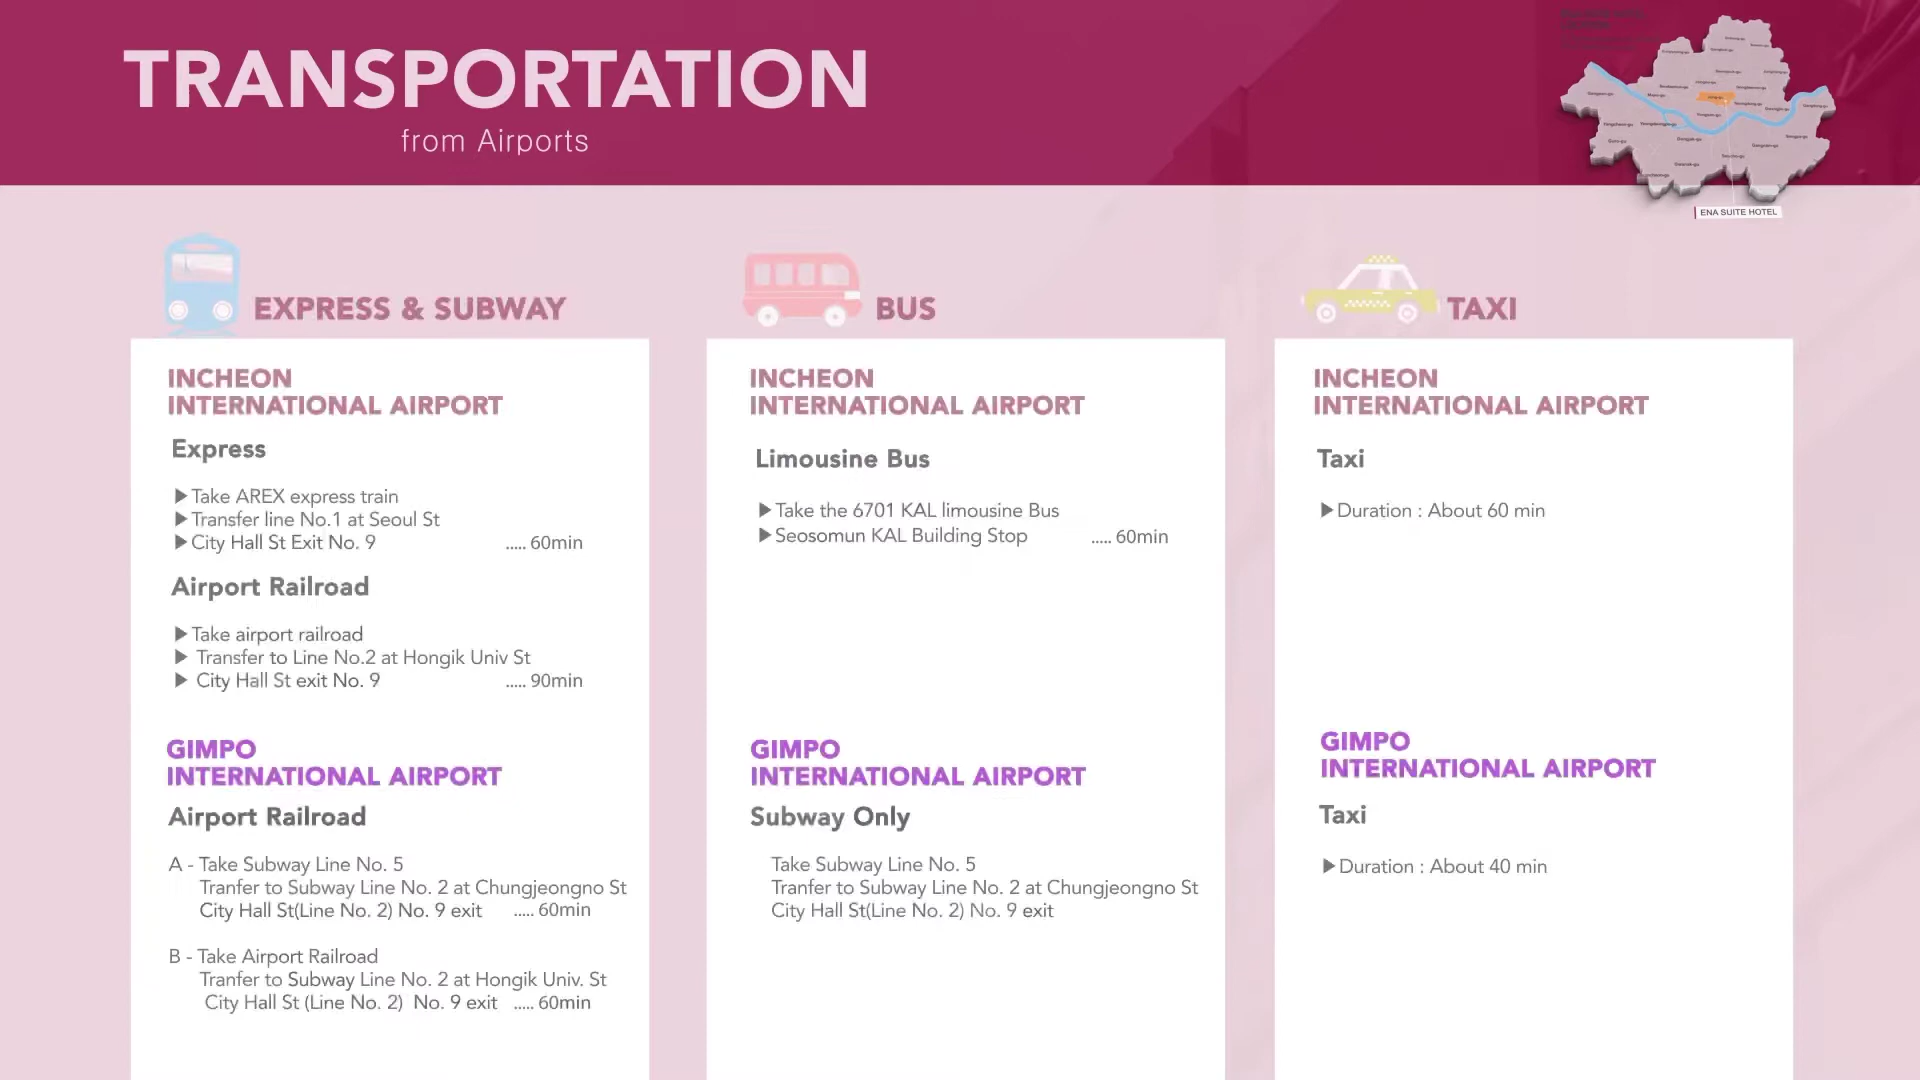 TRANSPORTATION
from Airports
ENA SUITE HOTEL
EXPRESS & SUBWAY
INCHEON
INTERNATIONAL AIRPORT
Express
▶Take AREX express train
▶Transfer line No.1 at Seoul St
▶City Hall St Exit No. 9 ..... 60min
Airport Railroad
▶Take airport railroad
▶ Transfer to Line No.2 at Hongik Univ St
▶ City Hall St exit No. 9 ..... 90min
GIMPO
INTERNATIONAL AIRPORT
Airport Railroad
A - Take Subway Line No. 5
Tranfer to Subway Line No. 2 at Chungjeongno St
City Hall St(Line No. 2) No. 9 exit ..... 60min
B - Take Airport Railroad
Tranfer to Subway Line No. 2 at Hongik Univ. St
City Hall St (Line No. 2) No. 9 exit ..... 60min
BUS
INCHEON
INTERNATIONAL AIRPORT
Limousine Bus
▶Take the 6701 KAL limousine Bus
▶Seosomun KAL Building Stop ..... 60min
GIMPO
INTERNATIONAL AIRPORT
Subway Only
Take Subway Line No. 5
Tranfer to Subway Line No. 2 at Chungjeongno St
City Hall St(Line No. 2) No. 9 exit
TAXI
INCHEON
INTERNATIONAL AIRPORT
Taxi
▶Duration : About 60 min
GIMPO
INTERNATIONAL AIRPORT
Taxi
▶Duration : About 40 min